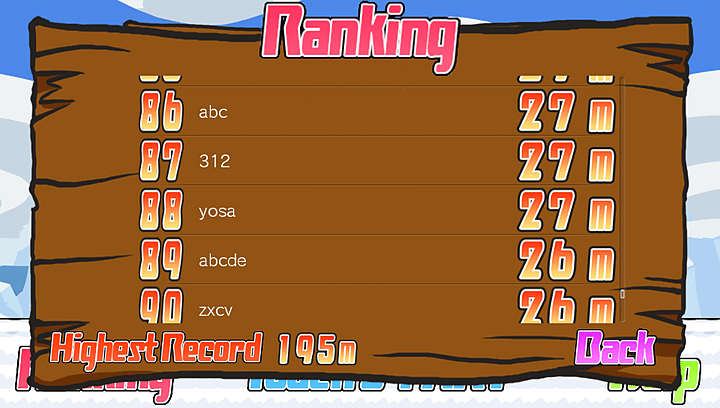 Ranking
86 abc 27 m
87 312 27 m
88 yosa 27 m
89 abcde 26 m
90 zxcv 26 m
Highest Record 195m
Back